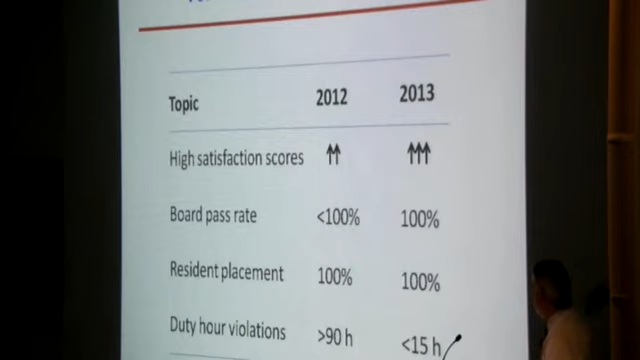 Topic 2012 2013
High satisfaction scores ↑↑ ↑↑↑
Board pass rate <100% 100%
Resident placement 100% 100%
Duty hour violations >90 h <15 h